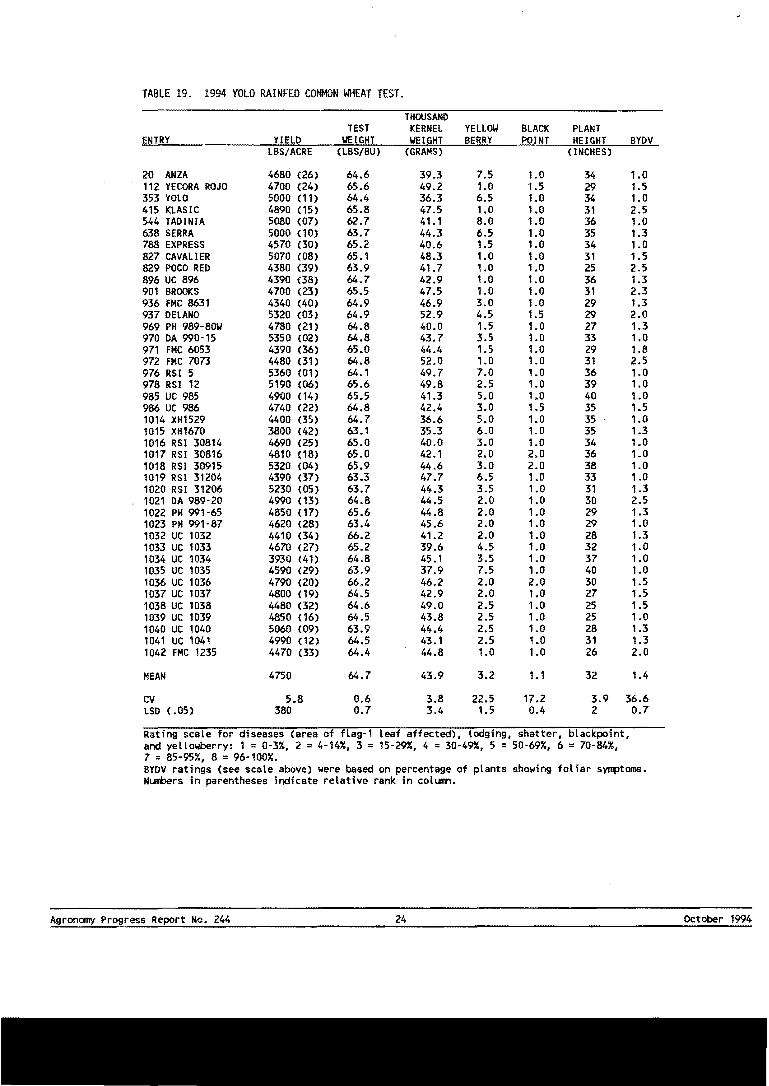 TABLE 19. 1994 YOLO RAINFED COMMON WHEAT TEST.
THOUSAND
TEST KERNEL YELLOW BLACK PLANT
ENTRY YIELD WEIGHT WEIGHT BERRY POINT HEIGHT BYDV
LBS/ACRE (LBS/BU) (GRAMS) (INCHES)
20 ANZA 4680 (26) 64.6 39.3 7.5 1.0 34 1.0
112 YECORA ROJO 4700 (24) 65.6 49.2 1.0 1.5 29 1.5
353 YOLO 5000 (11) 64.4 36.3 6.5 1.0 34 1.0
415 KLASIC 4890 (15) 65.8 47.5 1.0 1.0 31 2.5
544 TADINIA 5080 (07) 62.7 41.1 8.0 1.0 36 1.0
638 SERRA 5000 (10) 63.7 44.3 6.5 1.0 35 1.3
788 EXPRESS 4570 (30) 65.2 40.6 1.5 1.0 34 1.0
827 CAVALIER 5070 (08) 65.1 48.3 1.0 1.0 31 1.5
829 POCO RED 4380 (39) 63.9 41.7 1.0 1.0 25 2.5
896 UC 896 4390 (38) 64.7 42.9 1.0 1.0 36 1.3
901 BROOKS 4700 (23) 65.5 47.5 1.0 1.0 31 2.3
936 FMC 8631 4340 (40) 64.9 46.9 3.0 1.0 29 1.3
937 DELANO 5320 (03) 64.9 52.9 4.5 1.5 29 2.0
969 PH 989-80W 4780 (21) 64.8 40.0 1.5 1.0 27 1.3
970 DA 990-15 5350 (02) 64.8 43.7 3.5 1.0 33 1.0
971 FMC 6053 4390 (36) 65.0 44.4 1.5 1.0 29 1.8
972 FMC 7073 4480 (31) 64.8 52.0 1.0 1.0 31 2.5
976 RSI 5 5360 (01) 64.1 49.7 7.0 1.0 36 1.0
978 RSI 12 5190 (06) 65.6 49.8 2.5 1.0 39 1.0
985 UC 985 4900 (14) 65.5 41.3 5.0 1.0 40 1.0
986 UC 986 4740 (22) 64.8 42.4 3.0 1.5 35 1.5
1014 XH1529 4400 (35) 64.7 36.6 5.0 1.0 35 1.0
1015 XH1670 3800 (42) 63.1 35.3 6.0 1.0 35 1.3
1016 RSI 30814 4690 (25) 65.0 40.0 3.0 1.0 34 1.0
1017 RSI 30816 4810 (18) 65.0 42.1 2.0 2.0 36 1.0
1018 RSI 30915 5320 (04) 65.9 44.6 3.0 2.0 38 1.0
1019 RSI 31204 4390 (37) 63.3 47.7 6.5 1.0 33 1.0
1020 RSI 31206 5230 (05) 63.7 44.3 3.5 1.0 31 1.3
1021 DA 989-20 4990 (13) 64.8 44.5 2.0 1.0 30 2.5
1022 PH 991-65 4850 (17) 65.6 44.8 2.0 1.0 29 1.3
1023 PH 991-87 4620 (28) 63.4 45.6 2.0 1.0 29 1.0
1032 UC 1032 4410 (34) 66.2 41.2 2.0 1.0 28 1.3
1033 UC 1033 4670 (27) 65.2 39.6 4.5 1.0 32 1.0
1034 UC 1034 3930 (41) 64.8 45.1 3.5 1.0 37 1.0
1035 UC 1035 4590 (29) 63.9 37.9 7.5 1.0 40 1.0
1036 UC 1036 4790 (20) 66.2 46.2 2.0 2.0 30 1.5
1037 UC 1037 4800 (19) 64.5 42.9 2.0 1.0 27 1.5
1038 UC 1038 4480 (32) 64.6 49.0 2.5 1.0 25 1.5
1039 UC 1039 4850 (16) 64.5 43.8 2.5 1.0 25 1.0
1040 UC 1040 5060 (09) 63.9 44.4 2.5 1.0 28 1.3
1041 UC 1041 4990 (12) 64.5 43.1 2.5 1.0 31 1.3
1042 FMC 1235 4470 (33) 64.4 44.8 1.0 1.0 26 2.0
MEAN 4750 64.7 43.9 3.2 1.1 32 1.4
CV 5.8 0.6 3.8 22.5 17.2 3.9 36.6
LSD (.05) 380 0.7 3.4 1.5 0.4 2 0.7
Rating scale for diseases (area of flag-1 leaf affected), lodging, shatter, blackpoint,
and yellowberry: 1 = 0-3%, 2 = 4-14%, 3 = 15-29%, 4 = 30-49%, 5 = 50-69%, 6 = 70-84%,
7 = 85-95%, 8 = 96-100%.
BYDV ratings (see scale above) were based on percentage of plants showing foliar symptoms.
Numbers in parentheses indicate relative rank in column.
Agronomy Progress Report No. 244 24 October 1994